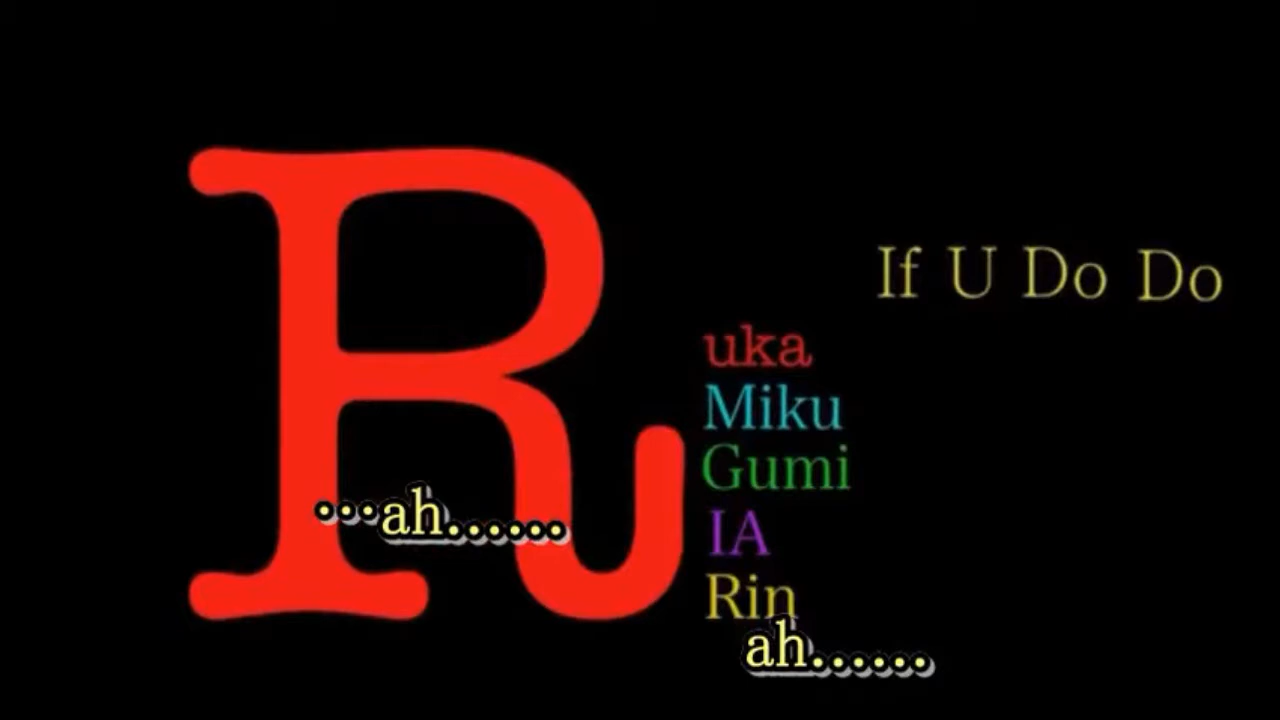 If U Do Do
R
uka
Miku
Gumi
IA
Rin
...ah......
ah......